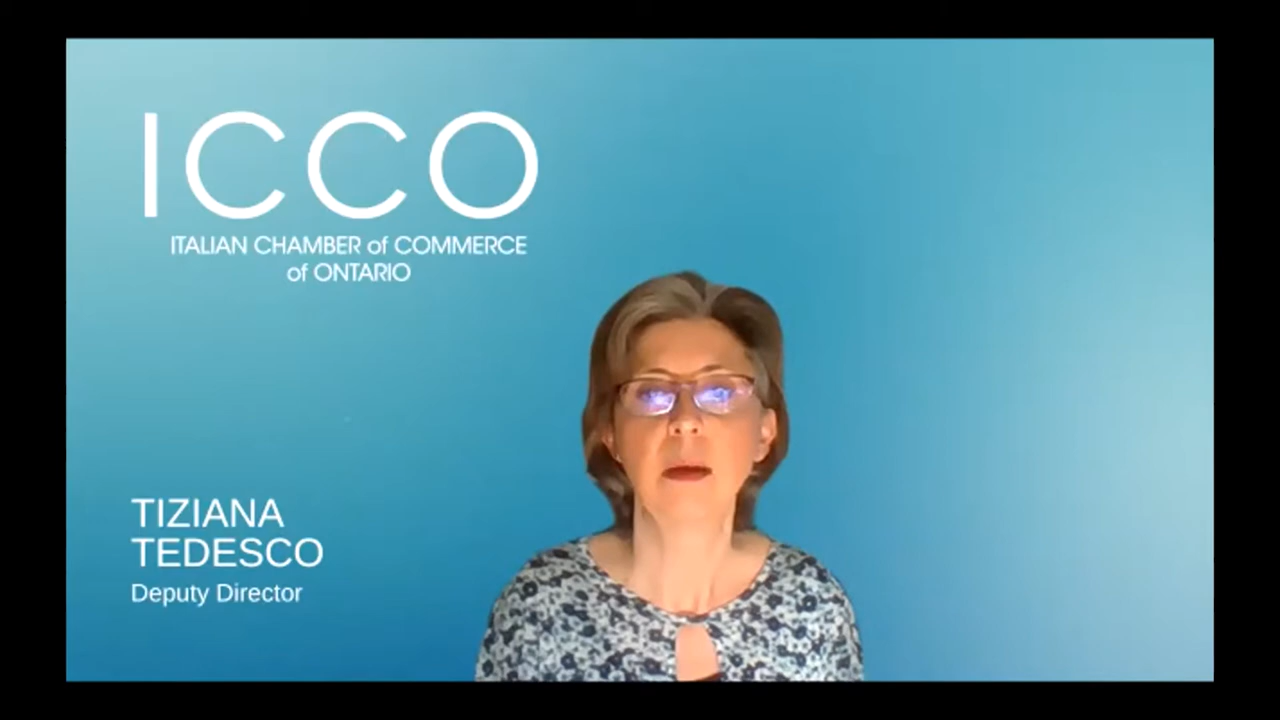 ICCO
ITALIAN CHAMBER of COMMERCE
of ONTARIO
TIZIANA
TEDESCO
Deputy Director